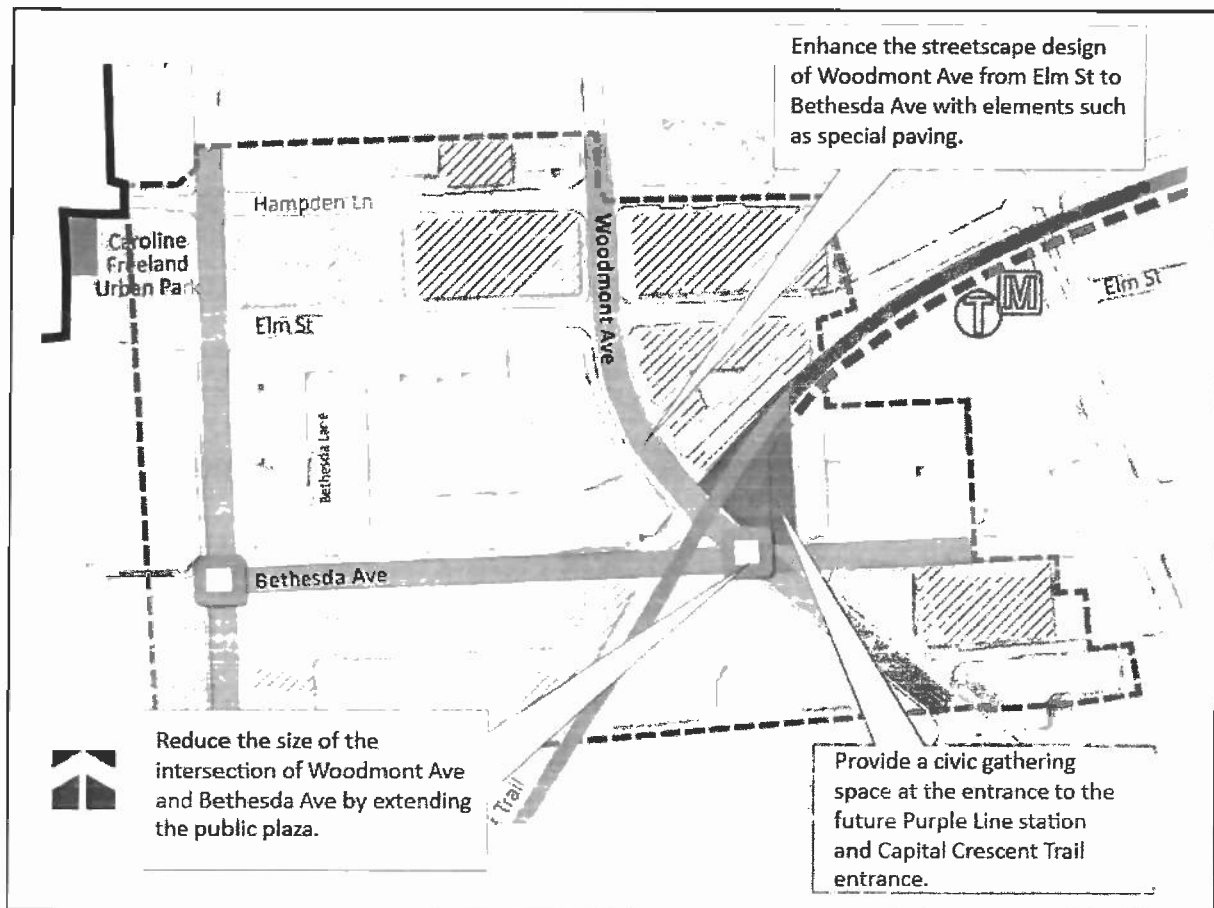 Enhance the streetscape design
of Woodmont Ave from Elm St to
Bethesda Ave with elements such
as special paving.
Hampden Ln
Woodmont Ave
Caroline
Freeland
Urban Park
Elm St
Elm St
T
M
Bethesda Lane
Bethesda Ave
Reduce the size of the
intersection of Woodmont Ave
and Bethesda Ave by extending
the public plaza.
Trail
Provide a civic gathering
space at the entrance to the
future Purple Line station
and Capital Crescent Trail
entrance.